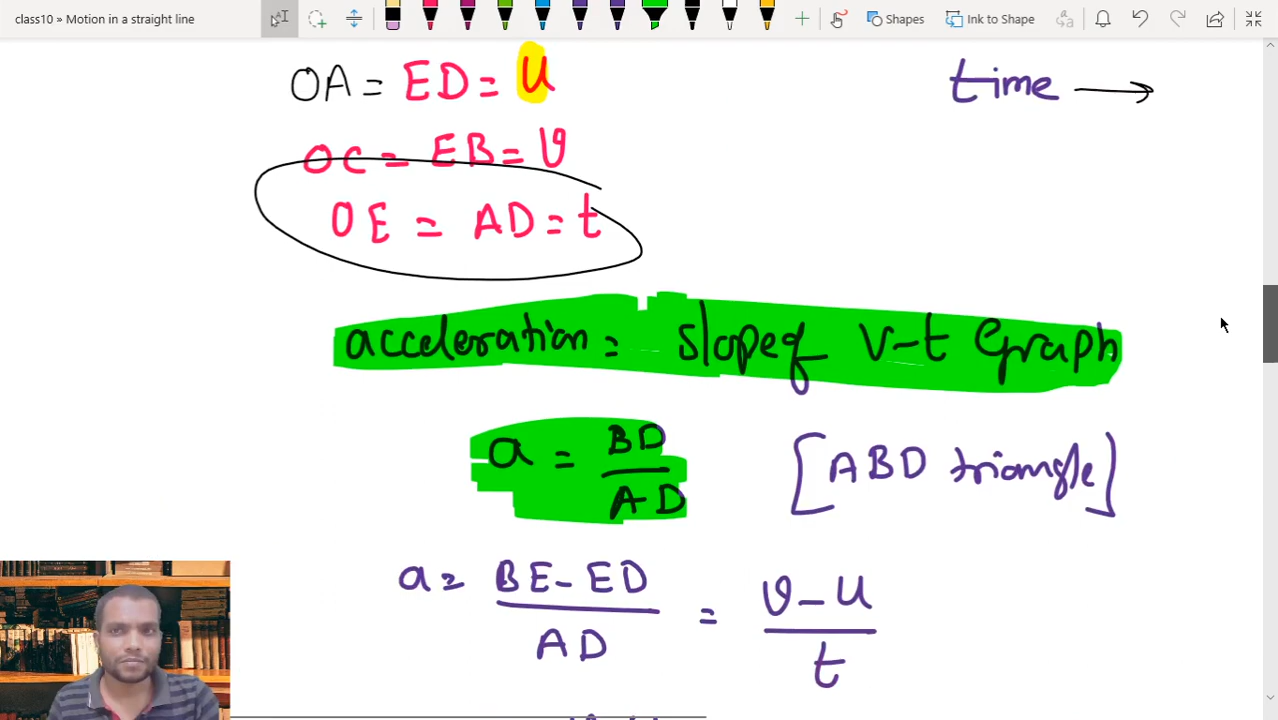 class10 » Motion in a straight line
Shapes
Ink to Shape
OA = ED = u
time →
OC = EB = v
OE = AD = t
acceleration = slope of v-t Graph
a = BD / AD [ABD triangle]
a = BE - ED / AD = v - u / t